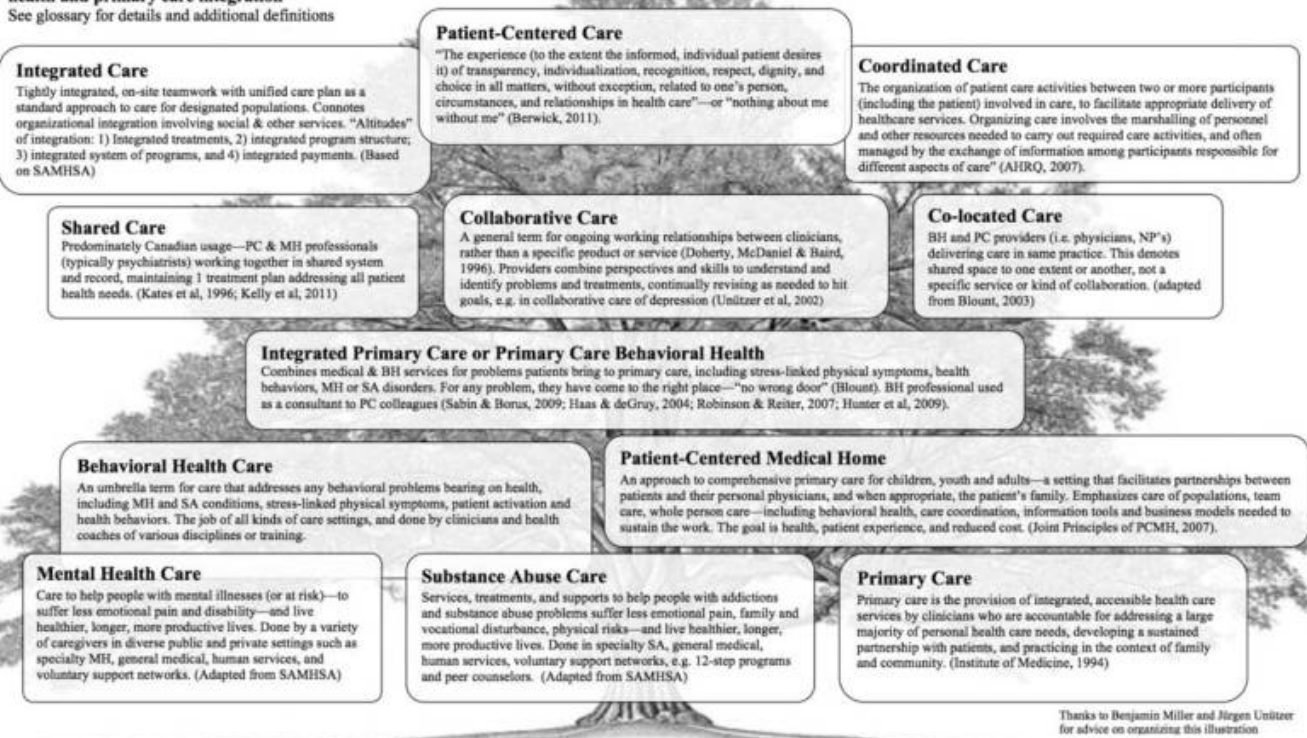 health and primary care integration
See glossary for details and additional definitions
Patient-Centered Care
"The experience (to the extent the informed, individual patient desires
it) of transparency, individualization, recognition, respect, dignity, and
choice in all matters, without exception, related to one's person,
circumstances, and relationships in health care"—or "nothing about me
without me" (Berwick, 2011).
Integrated Care
Tightly integrated, on-site teamwork with unified care plan as a
standard approach to care for designated populations. Connotes
organizational integration involving social & other services. "Altitudes"
of integration: 1) Integrated treatments, 2) integrated program structure;
3) integrated system of programs, and 4) integrated payments. (Based
on SAMHSA)
Coordinated Care
The organization of patient care activities between two or more participants
(including the patient) involved in care, to facilitate appropriate delivery of
healthcare services. Organizing care involves the marshalling of personnel
and other resources needed to carry out required care activities, and often
managed by the exchange of information among participants responsible for
different aspects of care" (AHRQ, 2007).
Shared Care
Predominately Canadian usage—PC & MH professionals
(typically psychiatrists) working together in shared system
and record, maintaining 1 treatment plan addressing all patient
health needs. (Kates et al, 1996; Kelly et al, 2011)
Collaborative Care
A general term for ongoing working relationships between clinicians,
rather than a specific product or service (Doherty, McDaniel & Baird,
1996). Providers combine perspectives and skills to understand and
identify problems and treatments, continually revising as needed to hit
goals, e.g. in collaborative care of depression (Unützer et al, 2002)
Co-located Care
BH and PC providers (i.e. physicians, NP's)
delivering care in same practice. This denotes
shared space to one extent or another, not a
specific service or kind of collaboration. (adapted
from Blount, 2003)
Integrated Primary Care or Primary Care Behavioral Health
Combines medical & BH services for problems patients bring to primary care, including stress-linked physical symptoms, health
behaviors, MH or SA disorders. For any problem, they have come to the right place—"no wrong door" (Blount). BH professional used
as a consultant to PC colleagues (Sabin & Borus, 2009; Haas & deGruy, 2004; Robinson & Reiter, 2007; Hunter et al, 2009).
Behavioral Health Care
An umbrella term for care that addresses any behavioral problems bearing on health,
including MH and SA conditions, stress-linked physical symptoms, patient activation and
health behaviors. The job of all kinds of care settings, and done by clinicians and health
coaches of various disciplines or training.
Patient-Centered Medical Home
An approach to comprehensive primary care for children, youth and adults—a setting that facilitates partnerships between
patients and their personal physicians, and when appropriate, the patient's family. Emphasizes care of populations, team
care, whole person care—including behavioral health, care coordination, information tools and business models needed to
sustain the work. The goal is health, patient experience, and reduced cost. (Joint Principles of PCMH, 2007).
Mental Health Care
Care to help people with mental illnesses (or at risk)—to
suffer less emotional pain and disability—and live
healthier, longer, more productive lives. Done by a variety
of caregivers in diverse public and private settings such as
specialty MH, general medical, human services, and
voluntary support networks. (Adapted from SAMHSA)
Substance Abuse Care
Services, treatments, and supports to help people with addictions
and substance abuse problems suffer less emotional pain, family and
vocational disturbance, physical risks—and live healthier, longer,
more productive lives. Done in specialty SA, general medical,
human services, voluntary support networks, e.g. 12-step programs
and peer counselors. (Adapted from SAMHSA)
Primary Care
Primary care is the provision of integrated, accessible health care
services by clinicians who are accountable for addressing a large
majority of personal health care needs, developing a sustained
partnership with patients, and practicing in the context of family
and community. (Institute of Medicine, 1994)
Thanks to Benjamin Miller and Jürgen Unützer
for advice on organizing this illustration